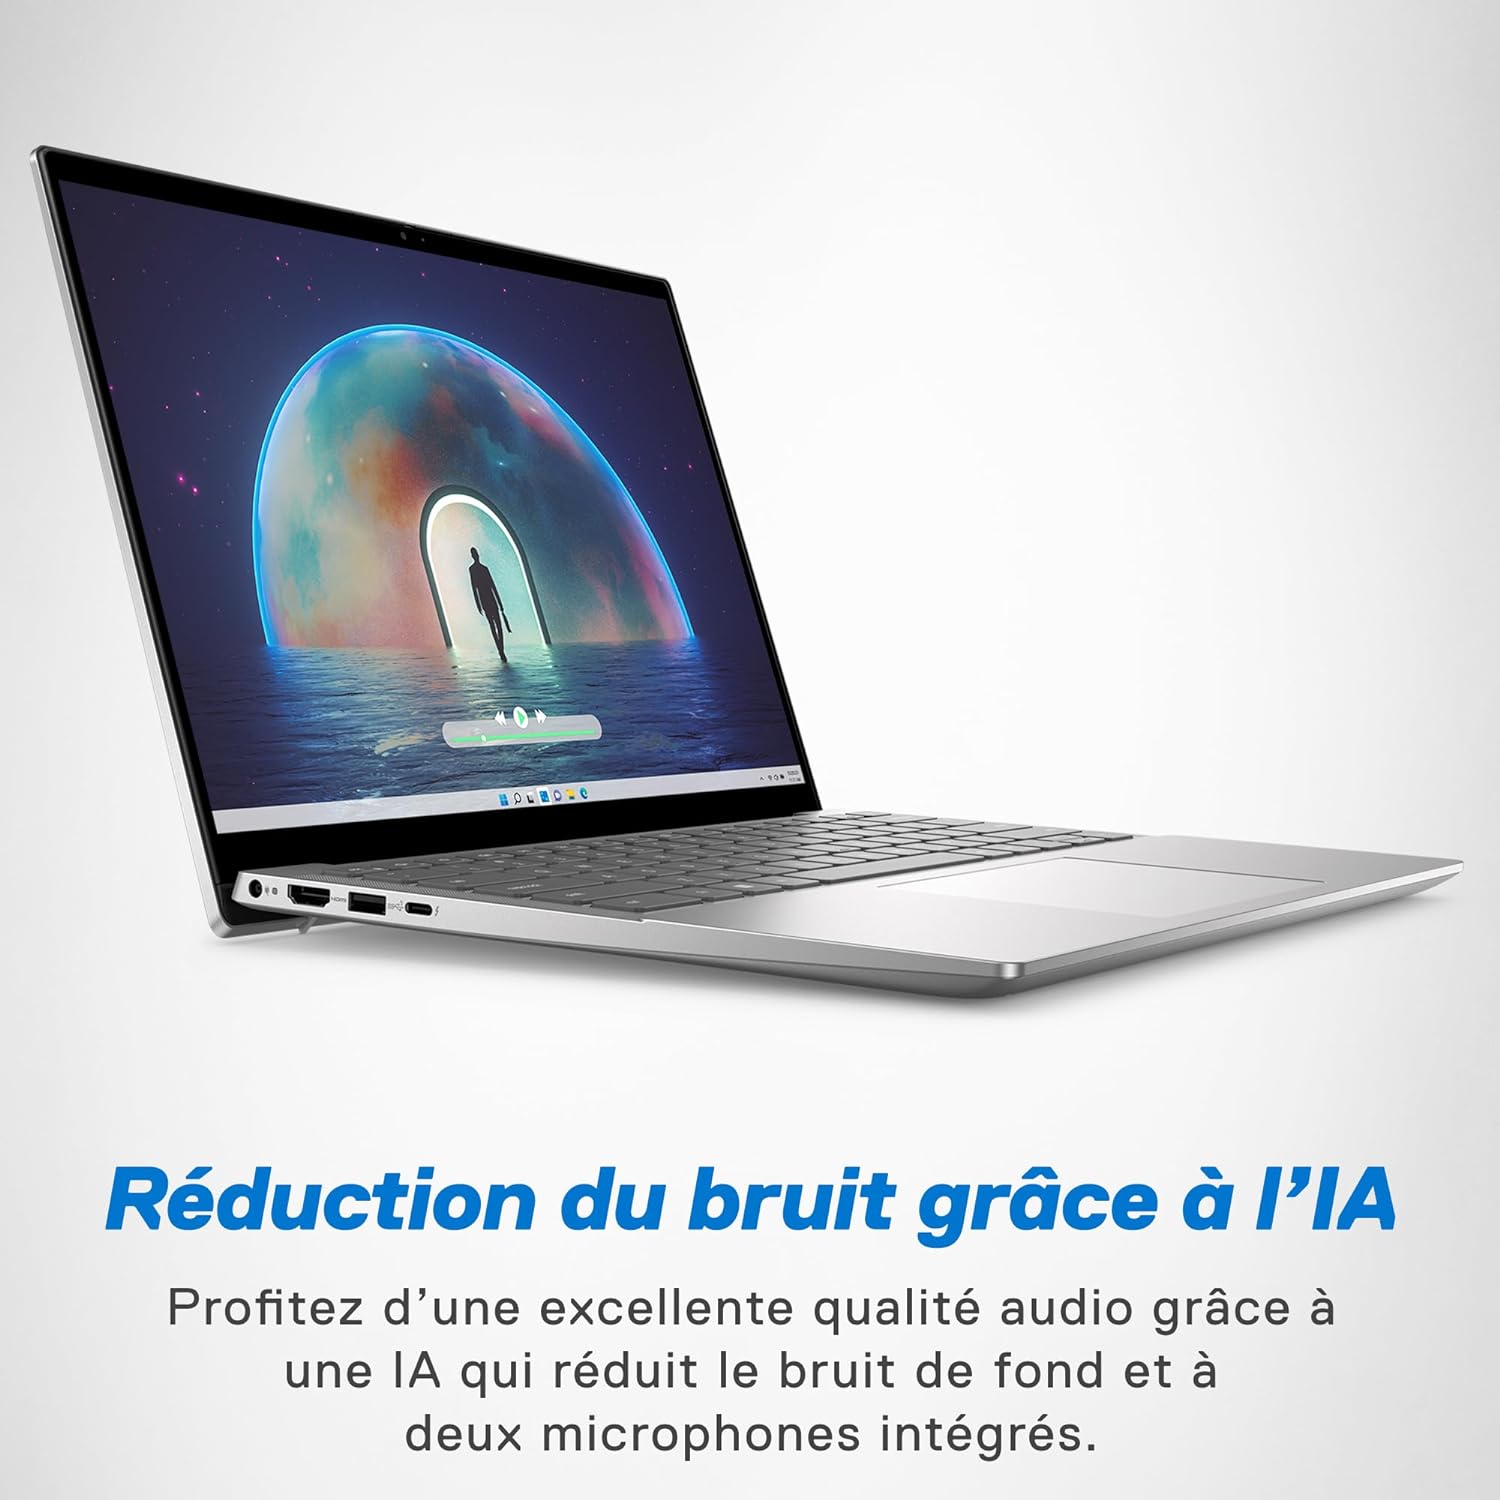 HDMI
Réduction du bruit grâce à l’IA
Profitez d’une excellente qualité audio grâce à
une IA qui réduit le bruit de fond et à
deux microphones intégrés.